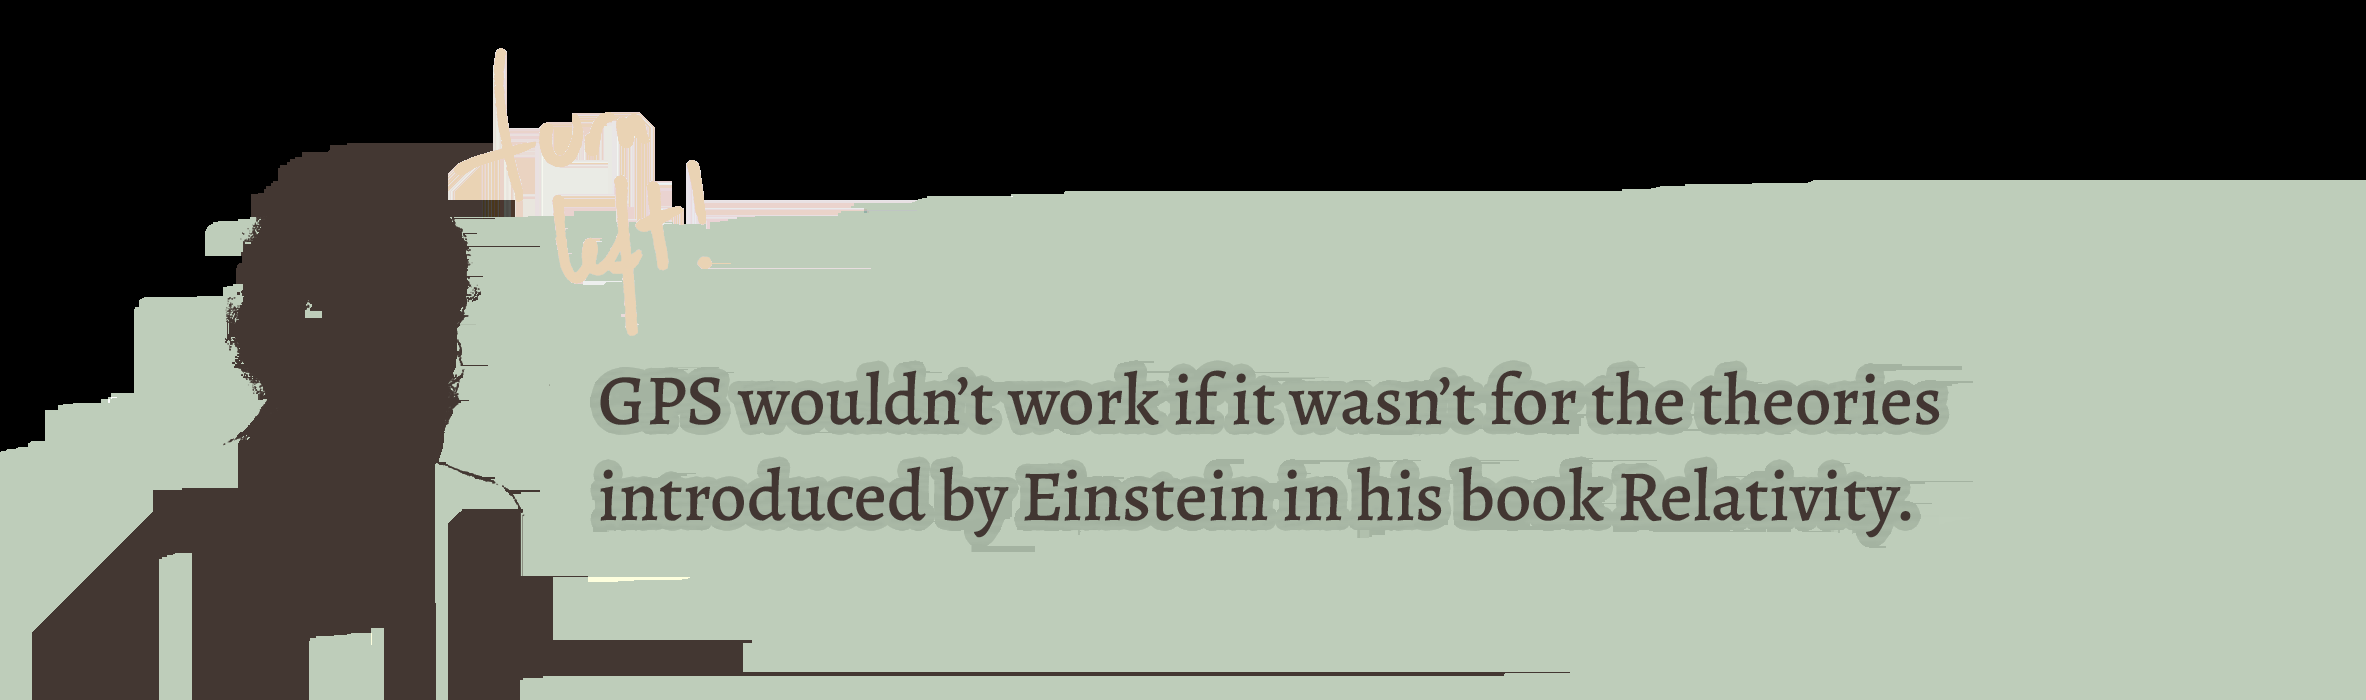 turn
left!
GPS wouldn’t work if it wasn’t for the theories
introduced by Einstein in his book Relativity.